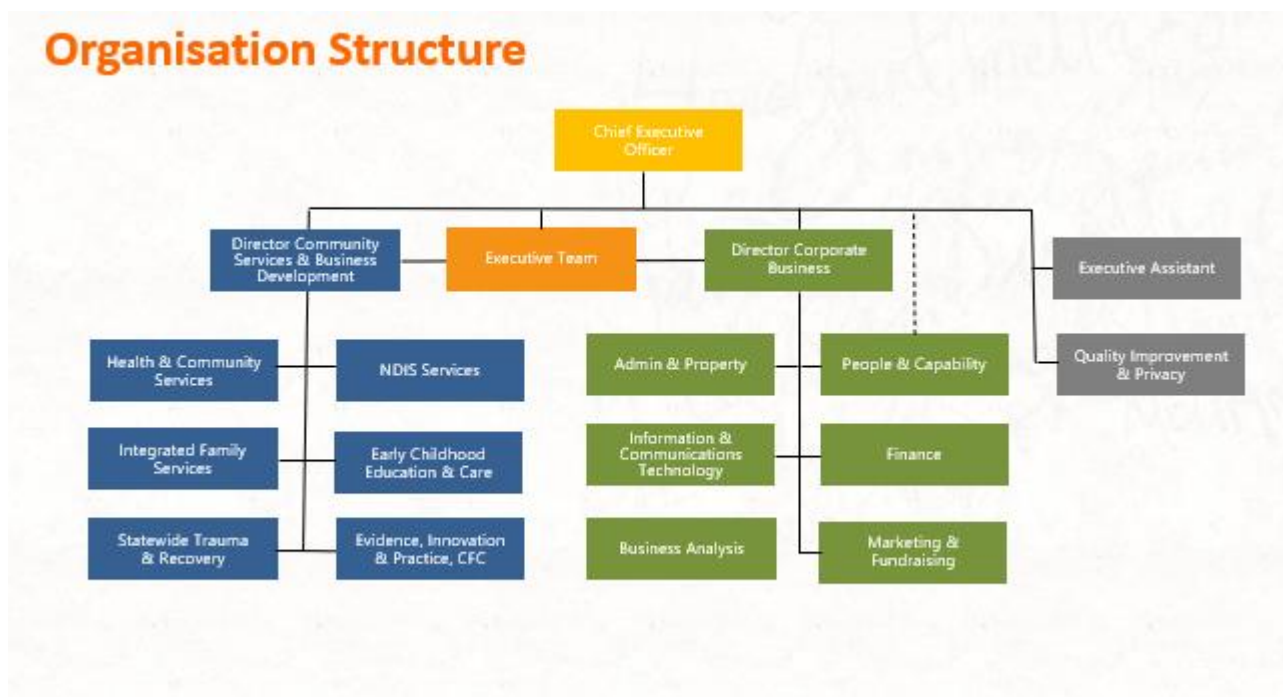 Organisation Structure
Chief Executive
Officer
Director Community
Services & Business
Development
Executive Team
Director Corporate
Business
Executive Assistant
Health & Community
Services
NDIS Services
Admin & Property
People & Capability
Quality Improvement
& Privacy
Integrated Family
Services
Early Childhood
Education & Care
Information &
Communications
Technology
Finance
Statewide Trauma
& Recovery
Evidence, Innovation
& Practice, CFC
Business Analysis
Marketing &
Fundraising